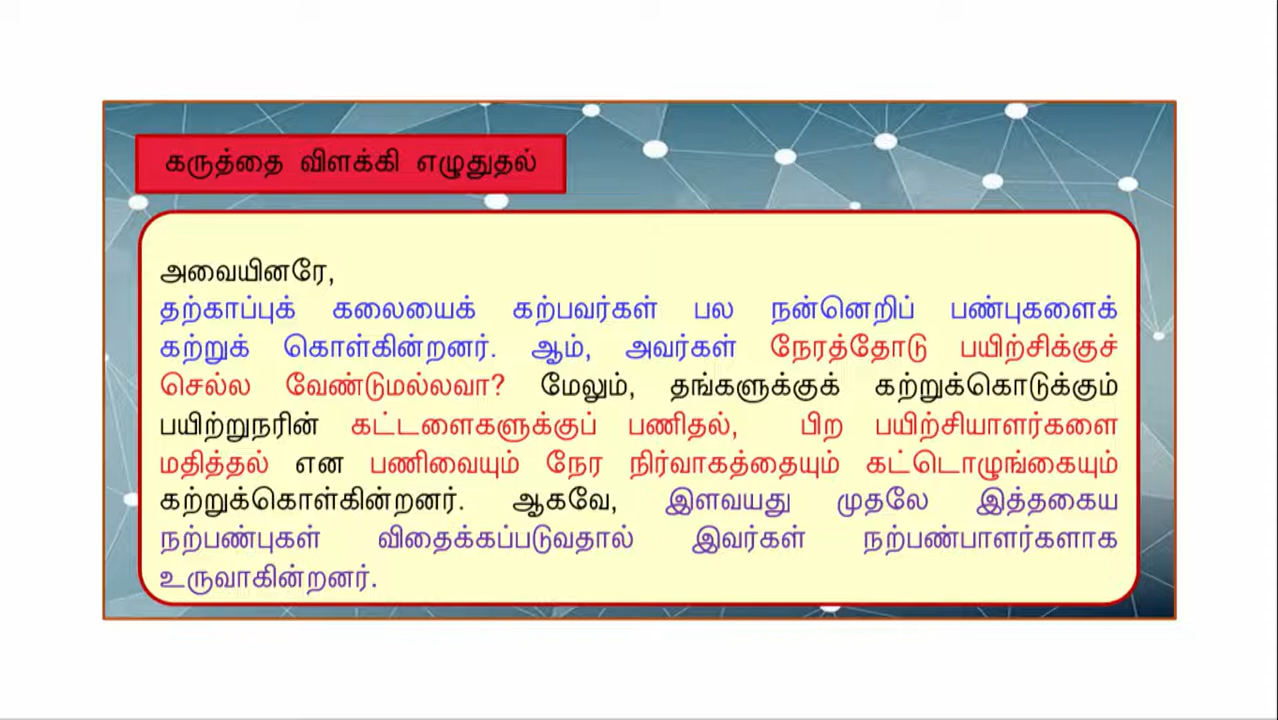 கருத்தை விளக்கி எழுதுதல்
அவையினரே,
தற்காப்புக் கலையைக் கற்பவர்கள் பல நன்னெறிப் பண்புகளைக்
கற்றுக் கொள்கின்றனர். ஆம், அவர்கள் நேரத்தோடு பயிற்சிக்குச்
செல்ல வேண்டுமல்லவா? மேலும், தங்களுக்குக் கற்றுக்கொடுக்கும்
பயிற்றுநரின் கட்டளைகளுக்குப் பணிதல், பிற பயிற்சியாளர்களை
மதித்தல் என பணிவையும் நேர நிர்வாகத்தையும் கட்டொழுங்கையும்
கற்றுக்கொள்கின்றனர். ஆகவே, இளவயது முதலே இத்தகைய
நற்பண்புகள் விதைக்கப்படுவதால் இவர்கள் நற்பண்பாளர்களாக
உருவாகின்றனர்.